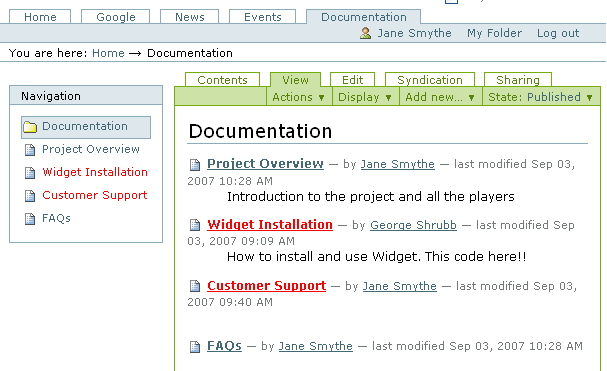 Home Google News Events Documentation
Jane Smythe My Folder Log out
You are here: Home → Documentation
Contents View Edit Syndication Sharing
Actions ▼ Display ▼ Add new... ▼ State: Published ▼
Navigation
Documentation
Project Overview
Widget Installation
Customer Support
FAQs
Documentation
Project Overview — by Jane Smythe — last modified Sep 03,
2007 10:28 AM
Introduction to the project and all the players
Widget Installation — by George Shrubb — last modified Sep
03, 2007 09:09 AM
How to install and use Widget. This code here!!
Customer Support — by Jane Smythe — last modified Sep 03,
2007 09:40 AM
FAQs — by Jane Smythe — last modified Sep 03, 2007 10:28 AM